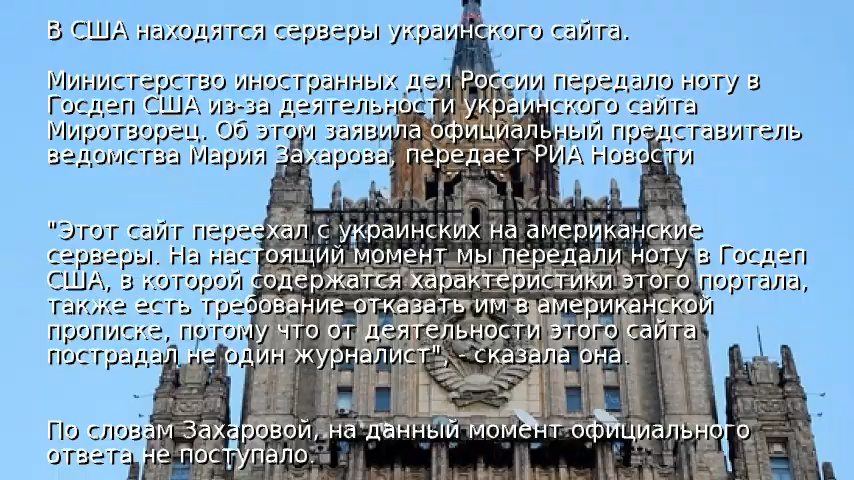 В США находятся серверы украинского сайта.
Министерство иностранных дел России передало ноту в
Госдеп США из-за деятельности украинского сайта
Миротворец. Об этом заявила официальный представитель
ведомства Мария Захарова, передает РИА Новости
"Этот сайт переехал с украинских на американские
серверы. На настоящий момент мы передали ноту в Госдеп
США, в которой содержатся характеристики этого портала,
также есть требование отказать им в американской
прописке, потому что от деятельности этого сайта
пострадал не один журналист", - сказала она.
По словам Захаровой, на данный момент официального
ответа не поступало.